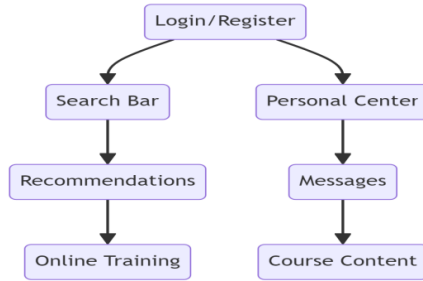 Login/Register
Search Bar
Personal Center
Recommendations
Messages
Online Training
Course Content